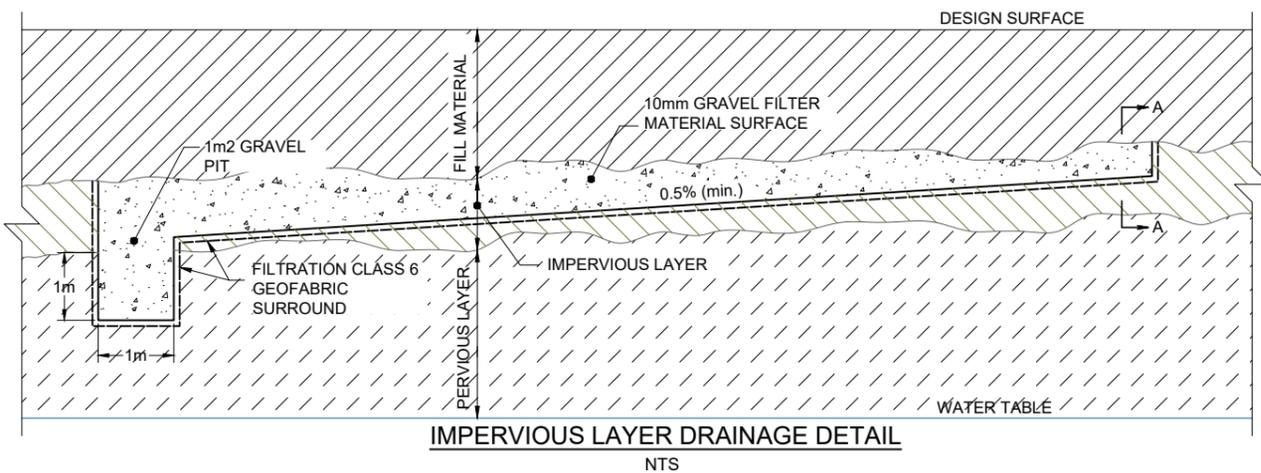 DESIGN SURFACE
A
10mm GRAVEL FILTER
MATERIAL SURFACE
FILL MATERIAL
1m2 GRAVEL
PIT
0.5% (min.)
A
IMPERVIOUS LAYER
FILTRATION CLASS 6
GEOFABRIC
SURROUND
1m
1m
PERVIOUS LAYER
WATER TABLE
IMPERVIOUS LAYER DRAINAGE DETAIL
NTS